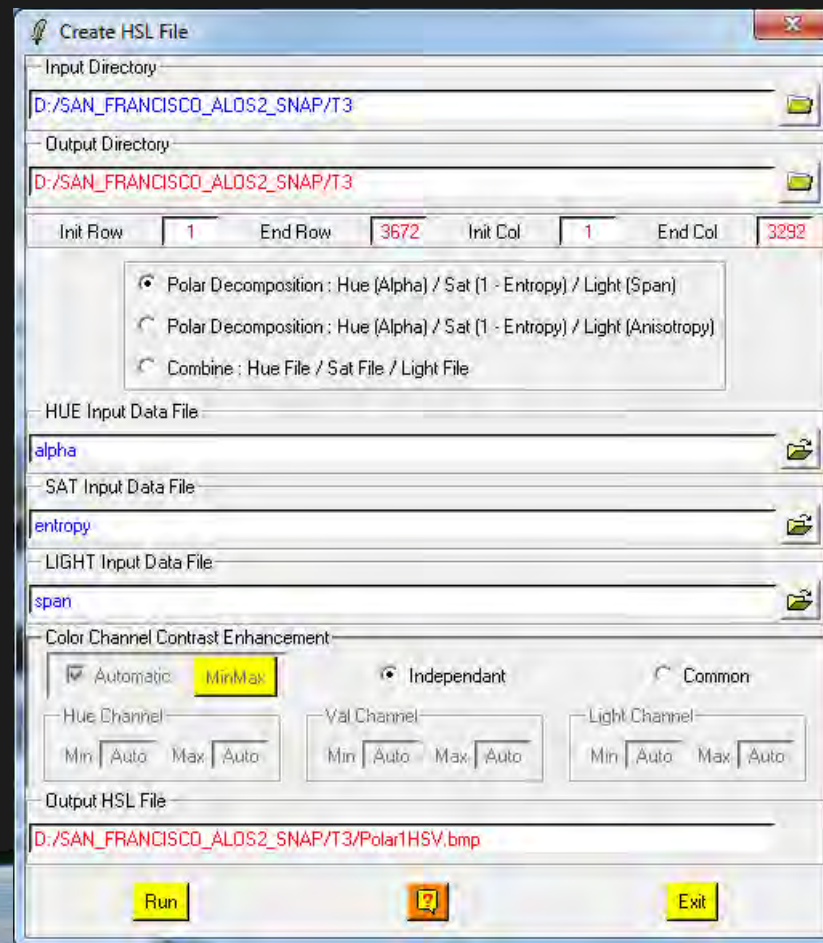 Create HSL File
Input Directory
D:/SAN_FRANCISCO_ALOS2_SNAP/T3
Output Directory
D:/SAN_FRANCISCO_ALOS2_SNAP/T3
Init Row 1 End Row 3672 Init Col 1 End Col 3292
Polar Decomposition : Hue (Alpha) / Sat (1 - Entropy) / Light (Span)
Polar Decomposition : Hue (Alpha) / Sat (1 - Entropy) / Light (Anisotropy)
Combine : Hue File / Sat File / Light File
HUE Input Data File
alpha
SAT Input Data File
entropy
LIGHT Input Data File
span
Color Channel Contrast Enhancement
Automatic MinMax Independant Common
Hue Channel Val Channel Light Channel
Min Auto Max Auto Min Auto Max Auto Min Auto Max Auto
Output HSL File
D:/SAN_FRANCISCO_ALOS2_SNAP/T3/Polar1HSV.bmp
Run ? Exit